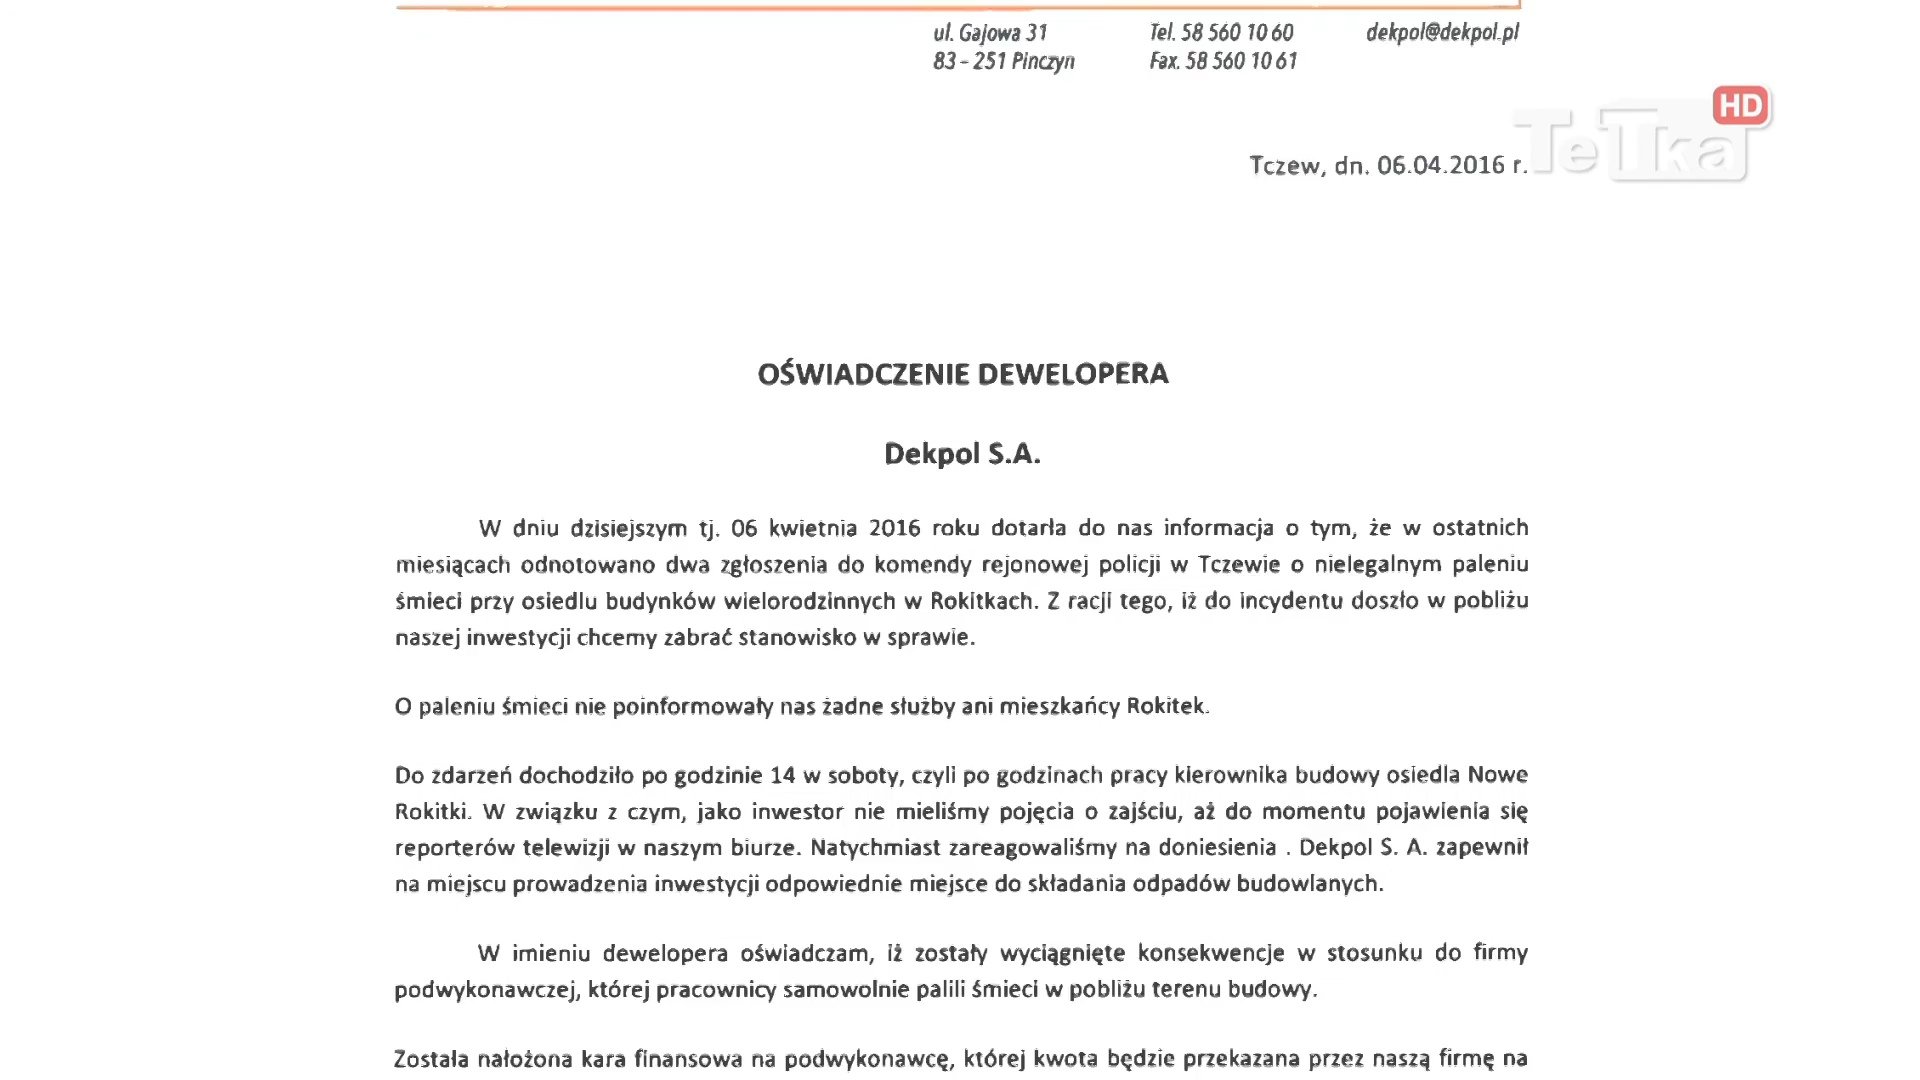 ul. Gajowa 31 Tel. 58 560 10 60 dekpol@dekpol.pl
83 - 251 Pinczyn Fax. 58 560 10 61
HD
TeTka
Tczew, dn. 06.04.2016 r.
OŚWIADCZENIE DEWELOPERA
Dekpol S.A.
W dniu dzisiejszym tj. 06 kwietnia 2016 roku dotarła do nas informacja o tym, że w ostatnich
miesiącach odnotowano dwa zgłoszenia do komendy rejonowej policji w Tczewie o nielegalnym paleniu
śmieci przy osiedlu budynków wielorodzinnych w Rokitkach. Z racji tego, iż do incydentu doszło w pobliżu
naszej inwestycji chcemy zabrać stanowisko w sprawie.
O paleniu śmieci nie poinformowały nas żadne służby ani mieszkańcy Rokitek.
Do zdarzeń dochodziło po godzinie 14 w soboty, czyli po godzinach pracy kierownika budowy osiedla Nowe
Rokitki. W związku z czym, jako inwestor nie mieliśmy pojęcia o zajściu, aż do momentu pojawienia się
reporterów telewizji w naszym biurze. Natychmiast zareagowaliśmy na doniesienia . Dekpol S. A. zapewnił
na miejscu prowadzenia inwestycji odpowiednie miejsce do składania odpadów budowlanych.
W imieniu dewelopera oświadczam, iż zostały wyciągnięte konsekwencje w stosunku do firmy
podwykonawczej, której pracownicy samowolnie palili śmieci w pobliżu terenu budowy.
Została nałożona kara finansowa na podwykonawcę, której kwota będzie przekazana przez naszą firmę na